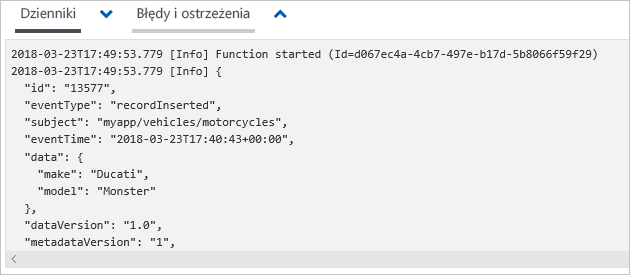 Dzienniki Błędy i ostrzeżenia
2018-03-23T17:49:53.779 [Info] Function started (Id=d067ec4a-4cb7-497e-b17d-5b8066f59f29)
2018-03-23T17:49:53.779 [Info] {
  "id": "13577",
  "eventType": "recordInserted",
  "subject": "myapp/vehicles/motorcycles",
  "eventTime": "2018-03-23T17:40:43+00:00",
  "data": {
    "make": "Ducati",
    "model": "Monster"
  },
  "dataVersion": "1.0",
  "metadataVersion": "1",